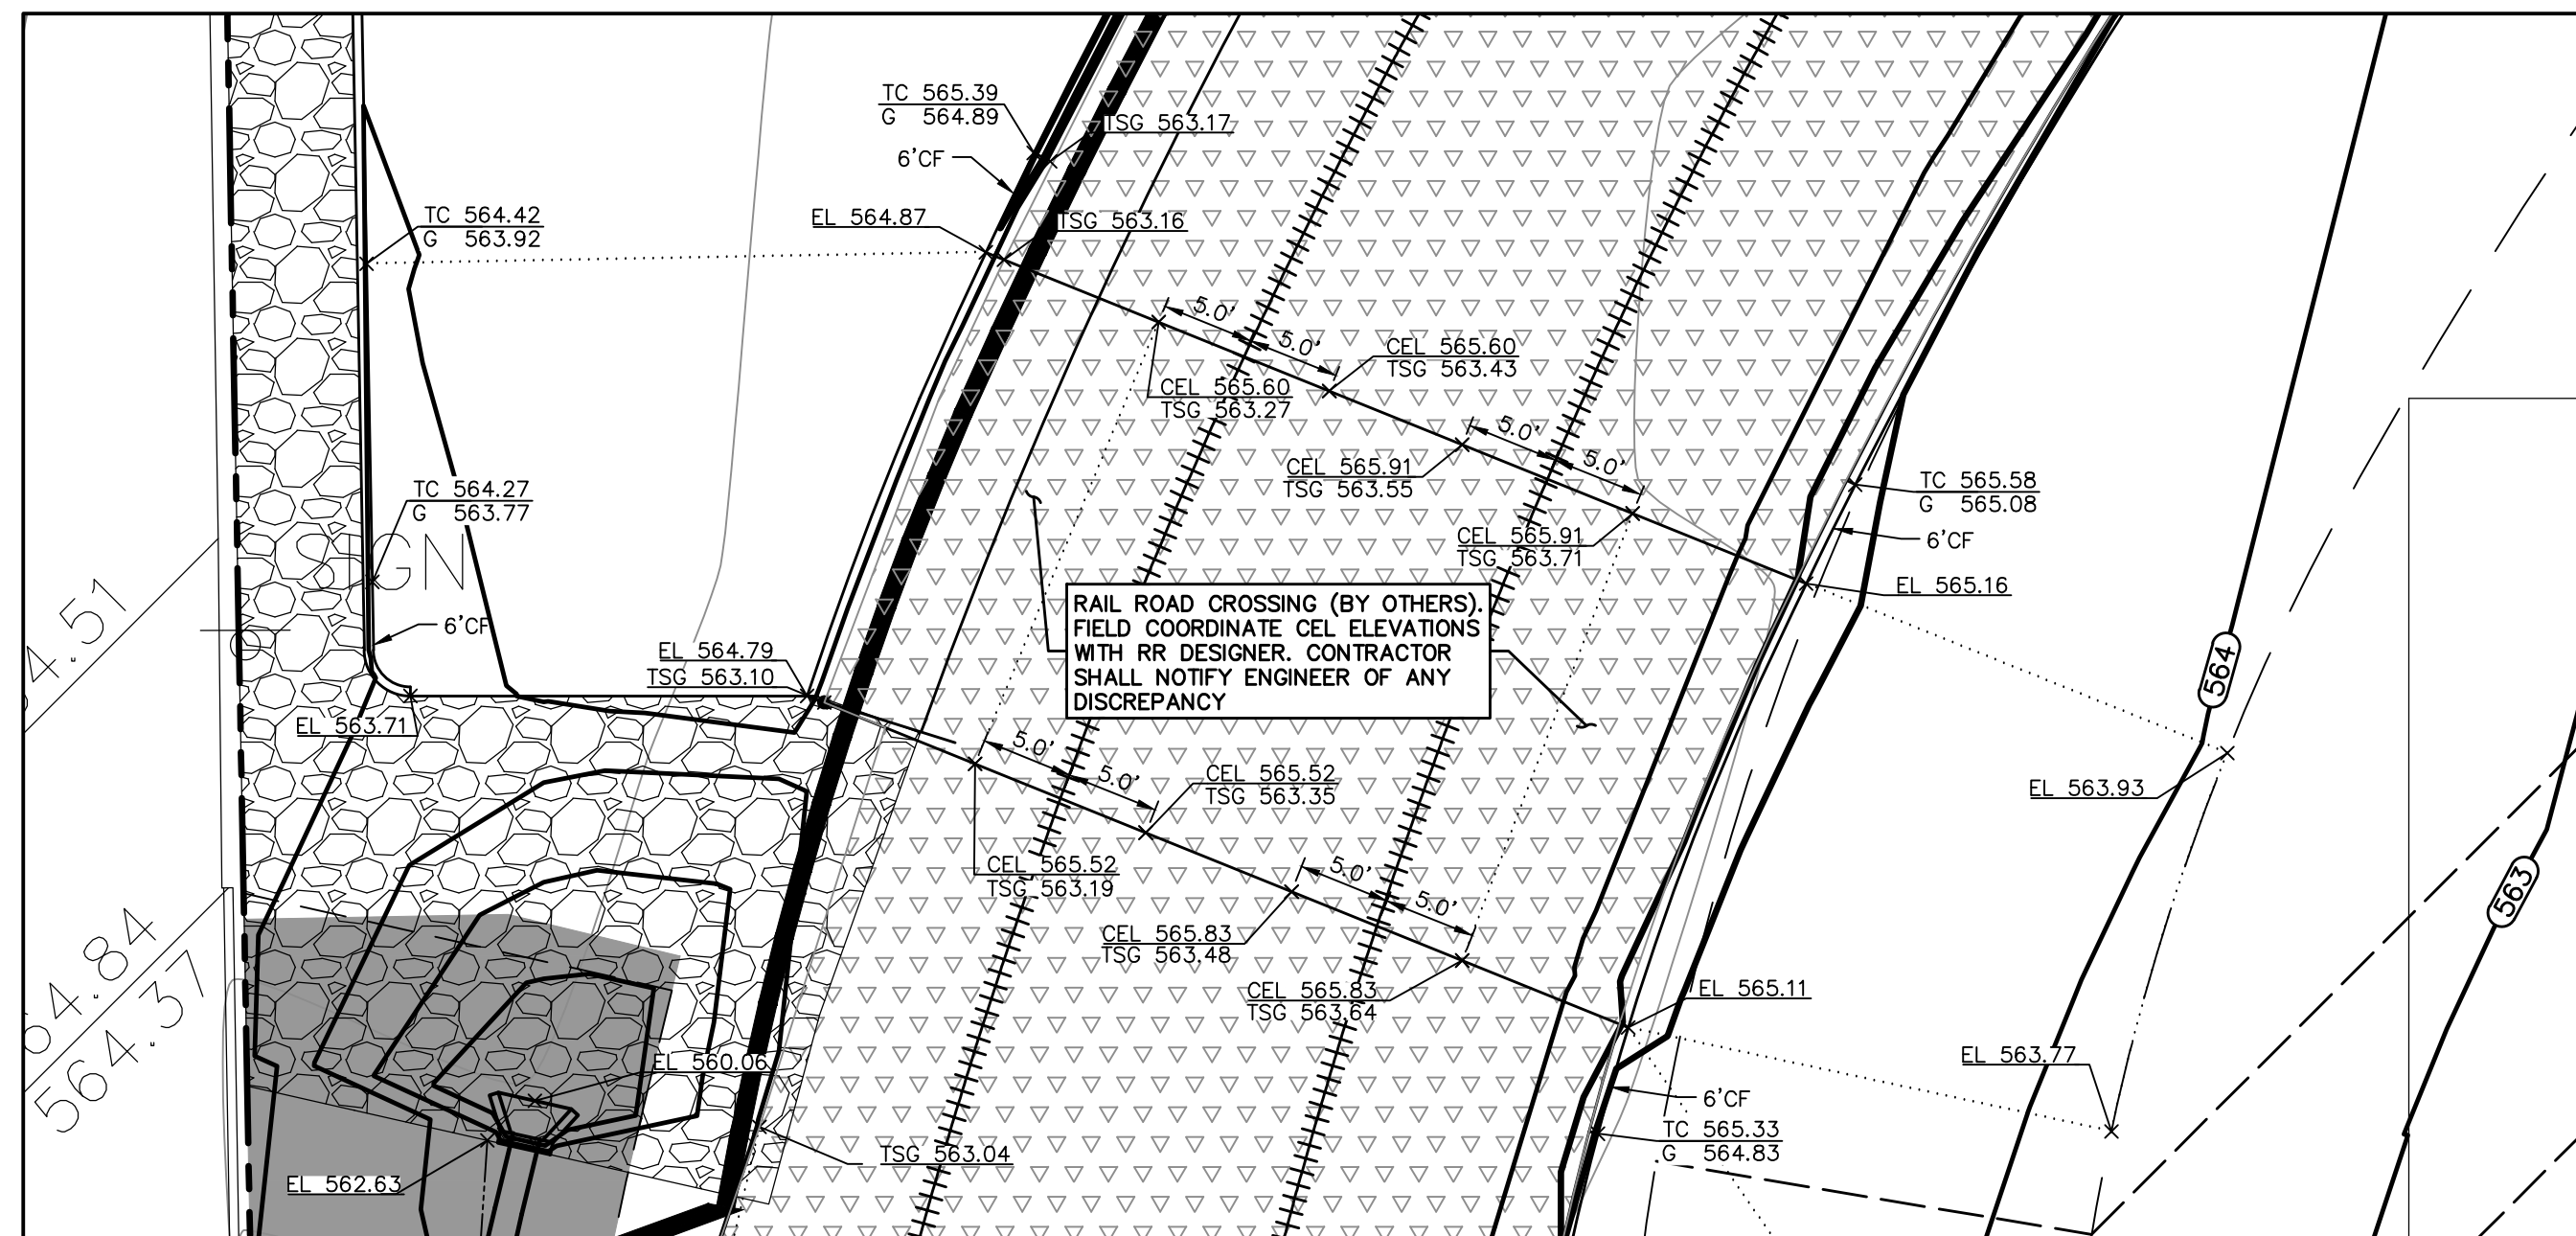 TC 565.39
G 564.89
TSG 563.17
6'CF
TC 564.42
G 563.92
EL 564.87
TSG 563.16
5.0'
5.0'
CEL 565.60
TSG 563.43
CEL 565.60
TSG 563.27
5.0'
5.0'
CEL 565.91
TSG 563.55
TC 565.58
G 565.08
TC 564.27
G 563.77
CEL 565.91
TSG 563.71
6'CF
SIGN
EL 565.16
RAIL ROAD CROSSING (BY OTHERS).
FIELD COORDINATE CEL ELEVATIONS
WITH RR DESIGNER. CONTRACTOR
SHALL NOTIFY ENGINEER OF ANY
DISCREPANCY
4.51
6'CF
EL 564.79
TSG 563.10
564
EL 563.71
5.0'
5.0'
CEL 565.52
TSG 563.35
EL 563.93
CEL 565.52
TSG 563.19
5.0'
5.0'
563
CEL 565.83
TSG 563.48
64.84
564.37
CEL 565.83
TSG 563.64
EL 565.11
EL 560.06
EL 563.77
6'CF
TC 565.33
G 564.83
TSG 563.04
EL 562.63